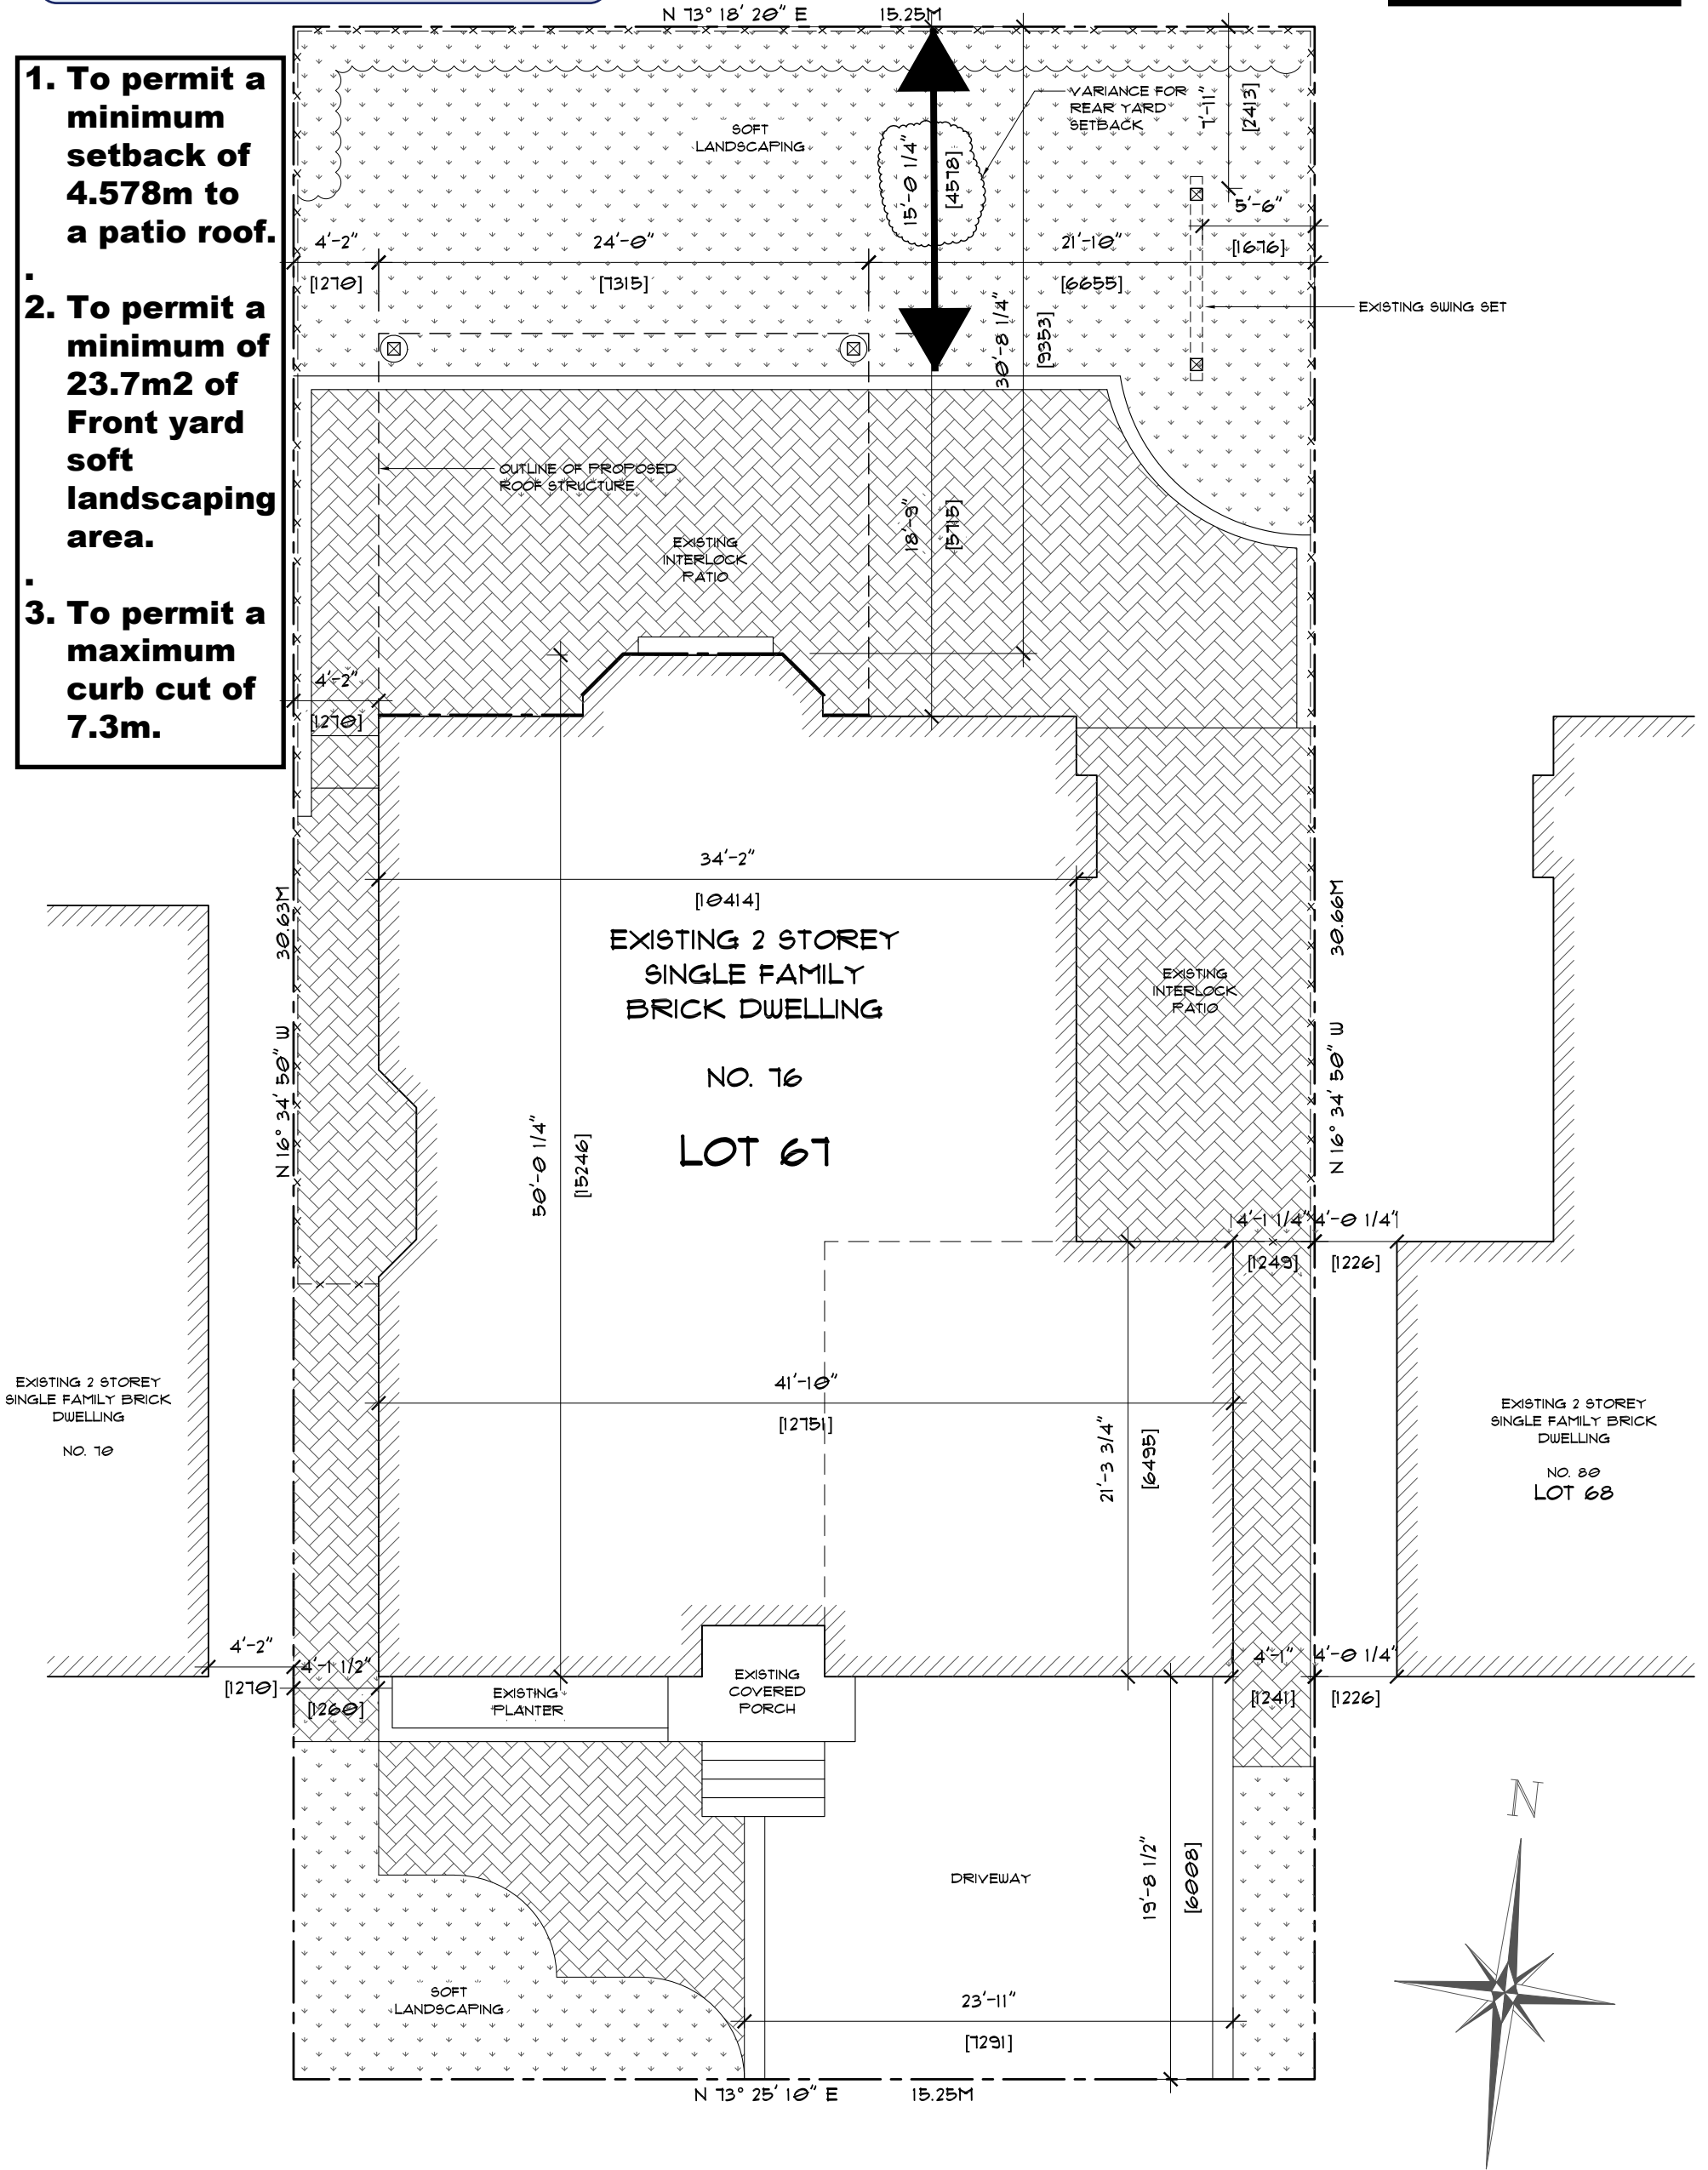 N 73° 18' 20" E 15.25M
1. To permit a
minimum
setback of
4.578m to
a patio roof.
.
2. To permit a
minimum of
23.7m2 of
Front yard
soft
landscaping
area.
.
3. To permit a
maximum
curb cut of
7.3m.
SOFT
LANDSCAPING
VARIANCE FOR
REAR YARD
SETBACK
15'-0 1/4"
[4578]
7'-11"
[2413]
5'-6"
[1676]
4'-2"
[1270]
24'-0"
[7315]
21'-10"
[6655]
EXISTING SWING SET
30'-8 1/4"
[9353]
OUTLINE OF PROPOSED
ROOF STRUCTURE
EXISTING
INTERLOCK
PATIO
18'-9"
[5715]
4'-2"
[1270]
34'-2"
[10414]
EXISTING 2 STOREY
SINGLE FAMILY
BRICK DWELLING
NO. 76
LOT 67
30.63M
N 16° 34' 50" W
30.66M
N 16° 34' 50" W
EXISTING
INTERLOCK
PATIO
50'-0 1/4"
[15246]
4'-1 1/4"
[1249]
4'-0 1/4"
[1226]
41'-10"
[12751]
21'-3 3/4"
[6495]
EXISTING 2 STOREY
SINGLE FAMILY BRICK
DWELLING
NO. 70
EXISTING 2 STOREY
SINGLE FAMILY BRICK
DWELLING
NO. 80
LOT 68
4'-2"
[1270]
4'-1 1/2"
[1260]
EXISTING
PLANTER
EXISTING
COVERED
PORCH
4'-1"
[1241]
4'-0 1/4"
[1226]
N
DRIVEWAY
19'-8 1/2"
[6008]
SOFT
LANDSCAPING
23'-11"
[7291]
N 73° 25' 10" E 15.25M